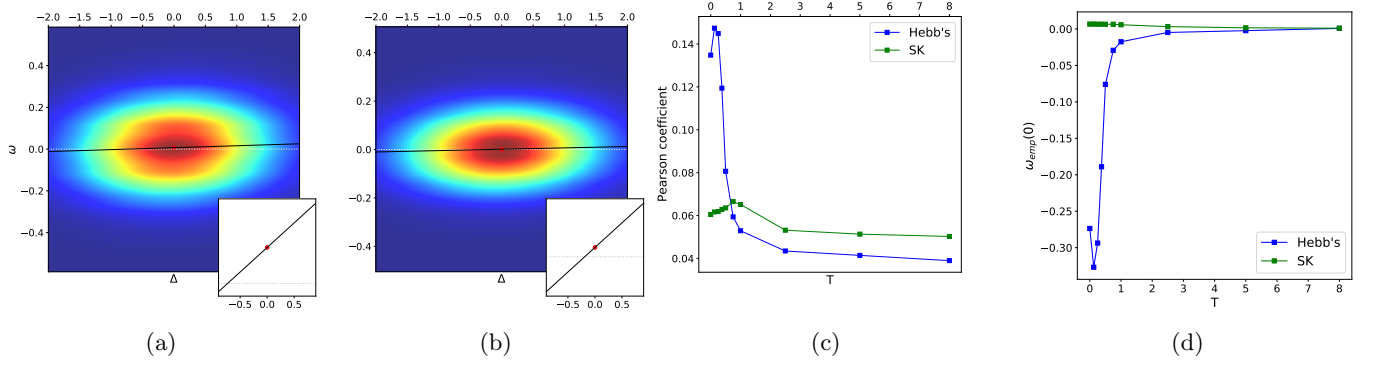 −2.0 −1.5 −1.0 −0.5 0.0 0.5 1.0 1.5 2.0
0.4
0.2
0.0
−0.2
−0.4
ω
Δ
−0.5 0.0 0.5
(a)
−2.0 −1.5 −1.0 −0.5 0.0 0.5 1.0 1.5 2.0
0.4
0.2
0.0
−0.2
−0.4
Δ
−0.5 0.0 0.5
(b)
0 1 2 3 4 5 6 7 8
0.14
0.12
0.10
0.08
0.06
0.04
Pearson coefficient
T
Hebb's
SK
(c)
0.00
−0.05
−0.10
−0.15
−0.20
−0.25
−0.30
ω_emp(0)
0 1 2 3 4 5 6 7 8
T
Hebb's
SK
(d)